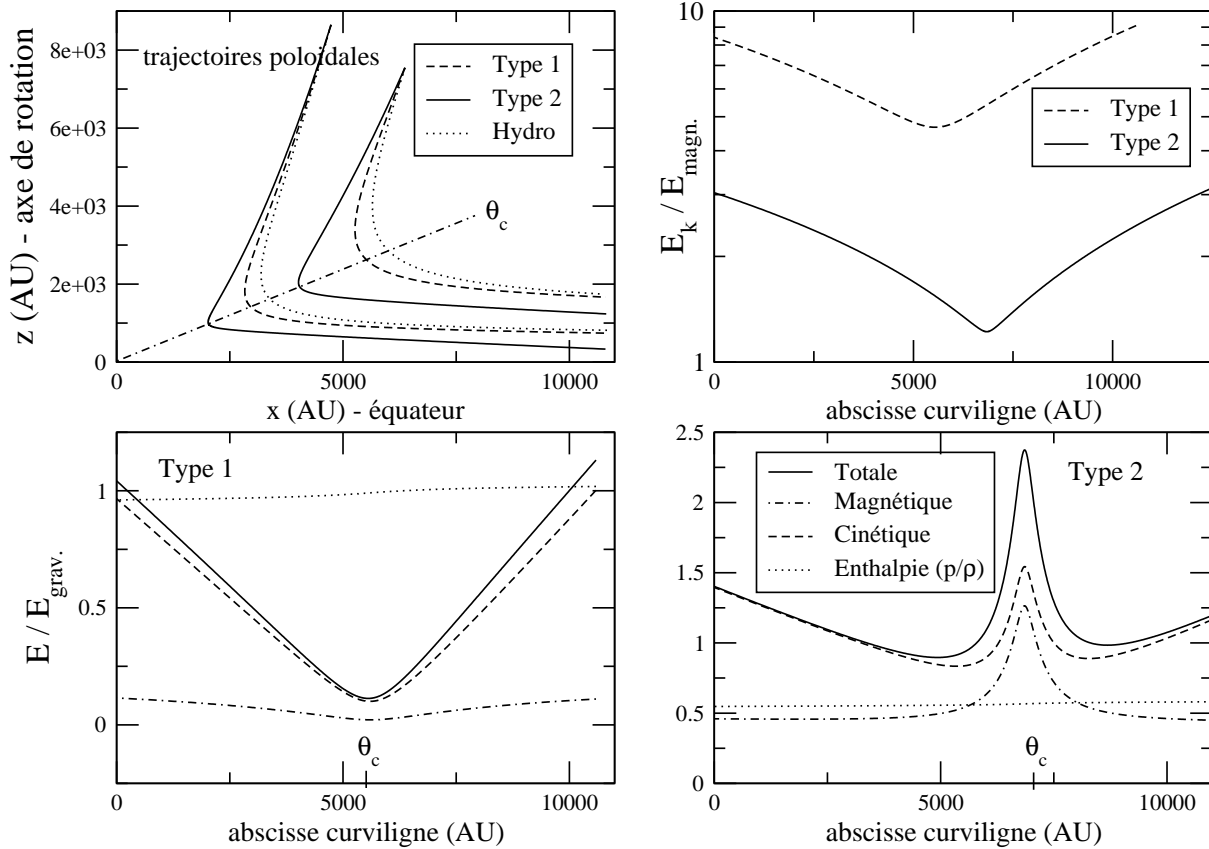 z (AU) - axe de rotation
8e+03
6e+03
4e+03
2e+03
0
trajectoires poloïdales
Type 1
Type 2
Hydro
θc
0
5000
10000
x (AU) - équateur
Ek / Emagn.
10
1
Type 1
Type 2
0
5000
10000
abscisse curviligne (AU)
E / Egrav.
1
0.5
0
Type 1
θc
0
5000
10000
abscisse curviligne (AU)
2.5
2
1.5
1
0.5
0
Totale
Magnétique
Cinétique
Enthalpie (p/ρ)
Type 2
θc
0
5000
10000
abscisse curviligne (AU)